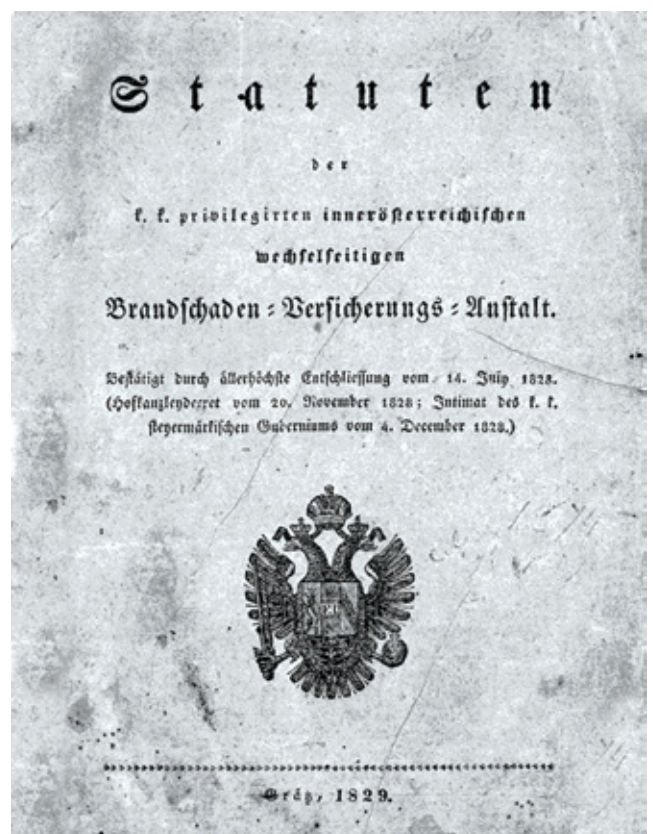 Statuten
der
k. k. privilegirten innerösterreichischen
wechselseitigen
Brandschaden-Versicherungs-Anstalt.
Bestätigt durch allerhöchste Entschliessung vom 14. July 1828.
(Hofkanzleydecret vom 20. November 1828; Intimat des k. k.
steyermärkischen Guberniums vom 4. December 1828.)
Grätz, 1829.